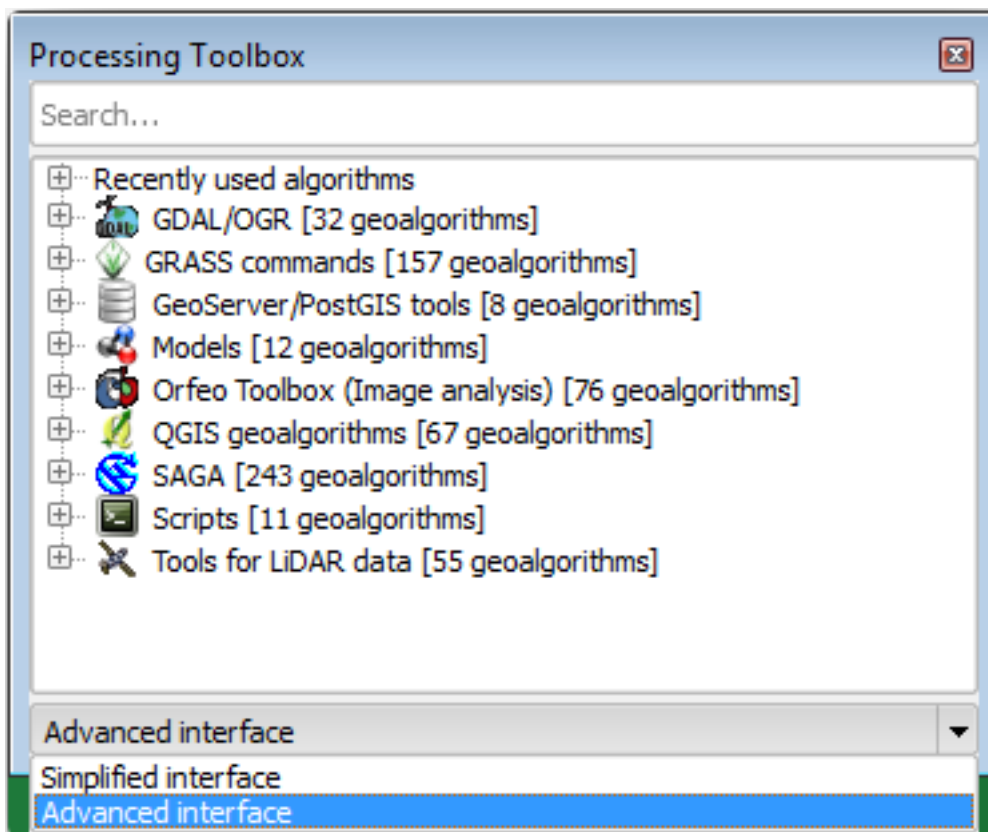 Processing Toolbox
Search...
Recently used algorithms
GDAL/OGR [32 geoalgorithms]
GRASS commands [157 geoalgorithms]
GeoServer/PostGIS tools [8 geoalgorithms]
Models [12 geoalgorithms]
Orfeo Toolbox (Image analysis) [76 geoalgorithms]
QGIS geoalgorithms [67 geoalgorithms]
SAGA [243 geoalgorithms]
Scripts [11 geoalgorithms]
Tools for LiDAR data [55 geoalgorithms]
Advanced interface
Simplified interface
Advanced interface